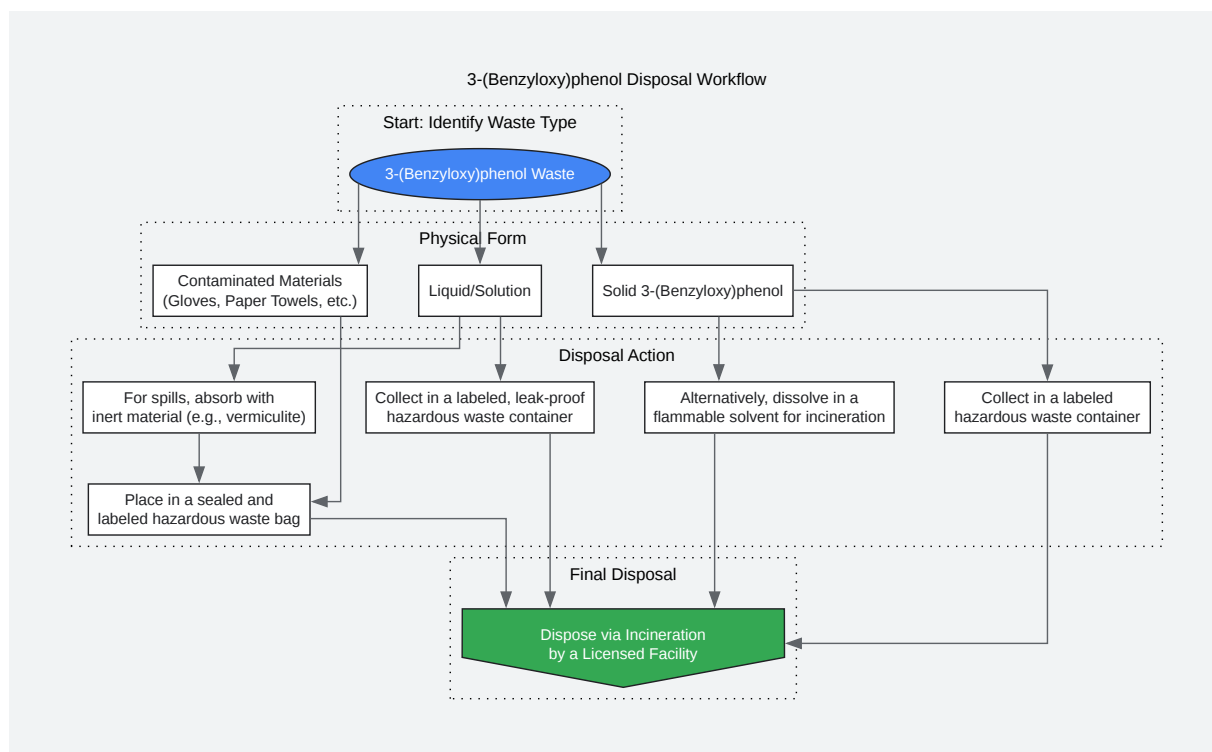 3-(Benzyloxy)phenol Disposal Workflow
Start: Identify Waste Type
3-(Benzyloxy)phenol Waste
Physical Form
Contaminated Materials
(Gloves, Paper Towels, etc.)
Liquid/Solution
Solid 3-(Benzyloxy)phenol
Disposal Action
For spills, absorb with
inert material (e.g., vermiculite)
Collect in a labeled, leak-proof
hazardous waste container
Alternatively, dissolve in a
flammable solvent for incineration
Collect in a labeled
hazardous waste container
Place in a sealed and
labeled hazardous waste bag
Final Disposal
Dispose via Incineration
by a Licensed Facility